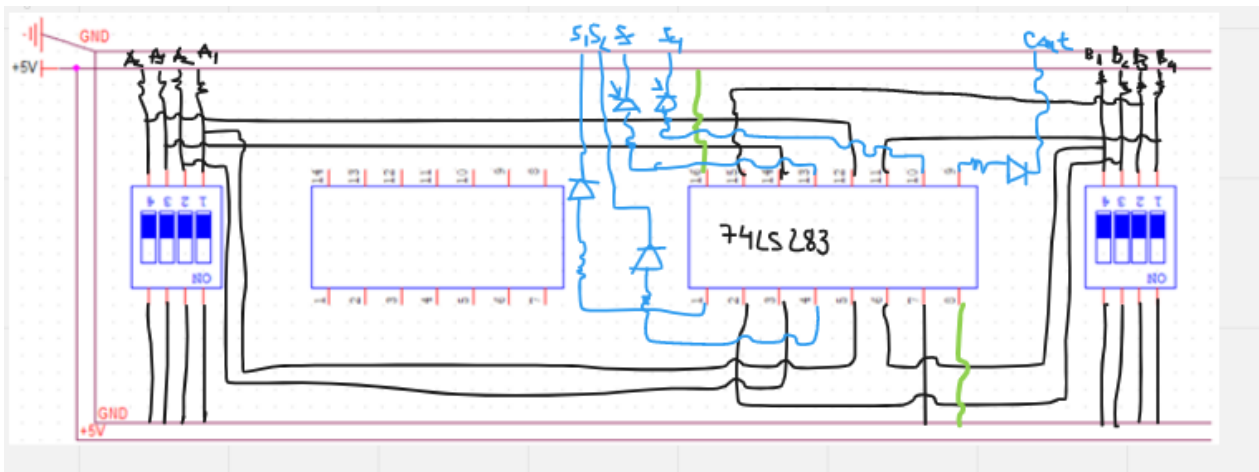 GND
S₁ S₂ S₃ S₄
Cout
A₂ A₃ A₂ A₁
B₁ B₂ B₃ B₄
+5V
14 13 12 11 10 9 8
16 15 14 13 12 11 10 9
4 3 2 1
ON
74LS283
4 3 2 1
ON
1 2 3 4 5 6 7
1 2 3 4 5 6 7 8
GND
+5V